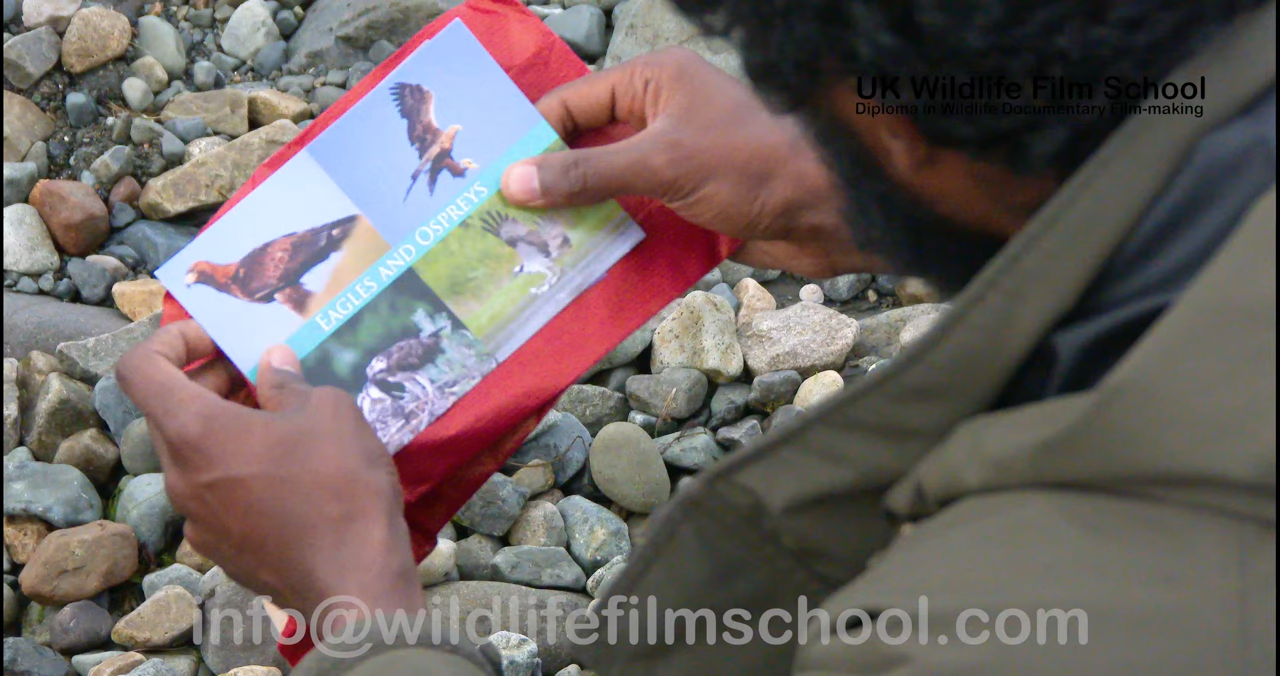 UK Wildlife Film School
Diploma in Wildlife Documentary Film-making
EAGLES AND OSPREYS
info@wildlifefilmschool.com